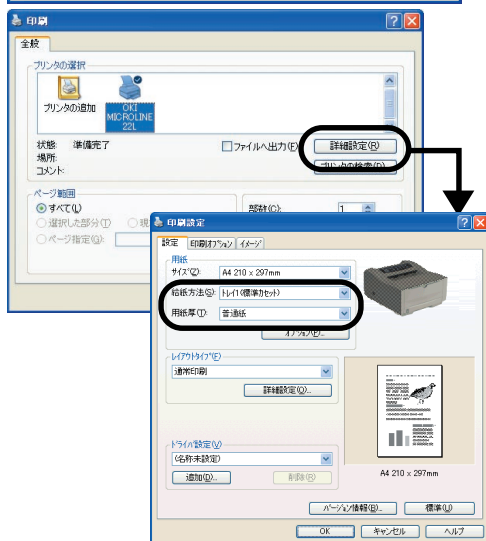 印刷
全般
プリンタの選択
プリンタの追加
OKI MICROLINE 22L
状態: 準備完了
場所:
コメント:
ファイルへ出力(F)
詳細設定(R)
プリンタの検索(D)
ページ範囲
すべて(L)
選択した部分(T)
現
ページ指定(G):
部数(C): 1
印刷設定
設定 印刷オプション イメージ
用紙
サイズ(Z): A4 210 x 297mm
給紙方法(S): トレイ1(標準カセット)
用紙厚(T): 普通紙
オプション(P)...
レイアウトタイプ(E)
通常印刷
詳細設定(O)...
ドライバ設定(V)
(名称未設定)
追加(D)... 削除(R)
A4 210 x 297mm
バージョン情報(B)... 標準(U)
OK キャンセル ヘルプ